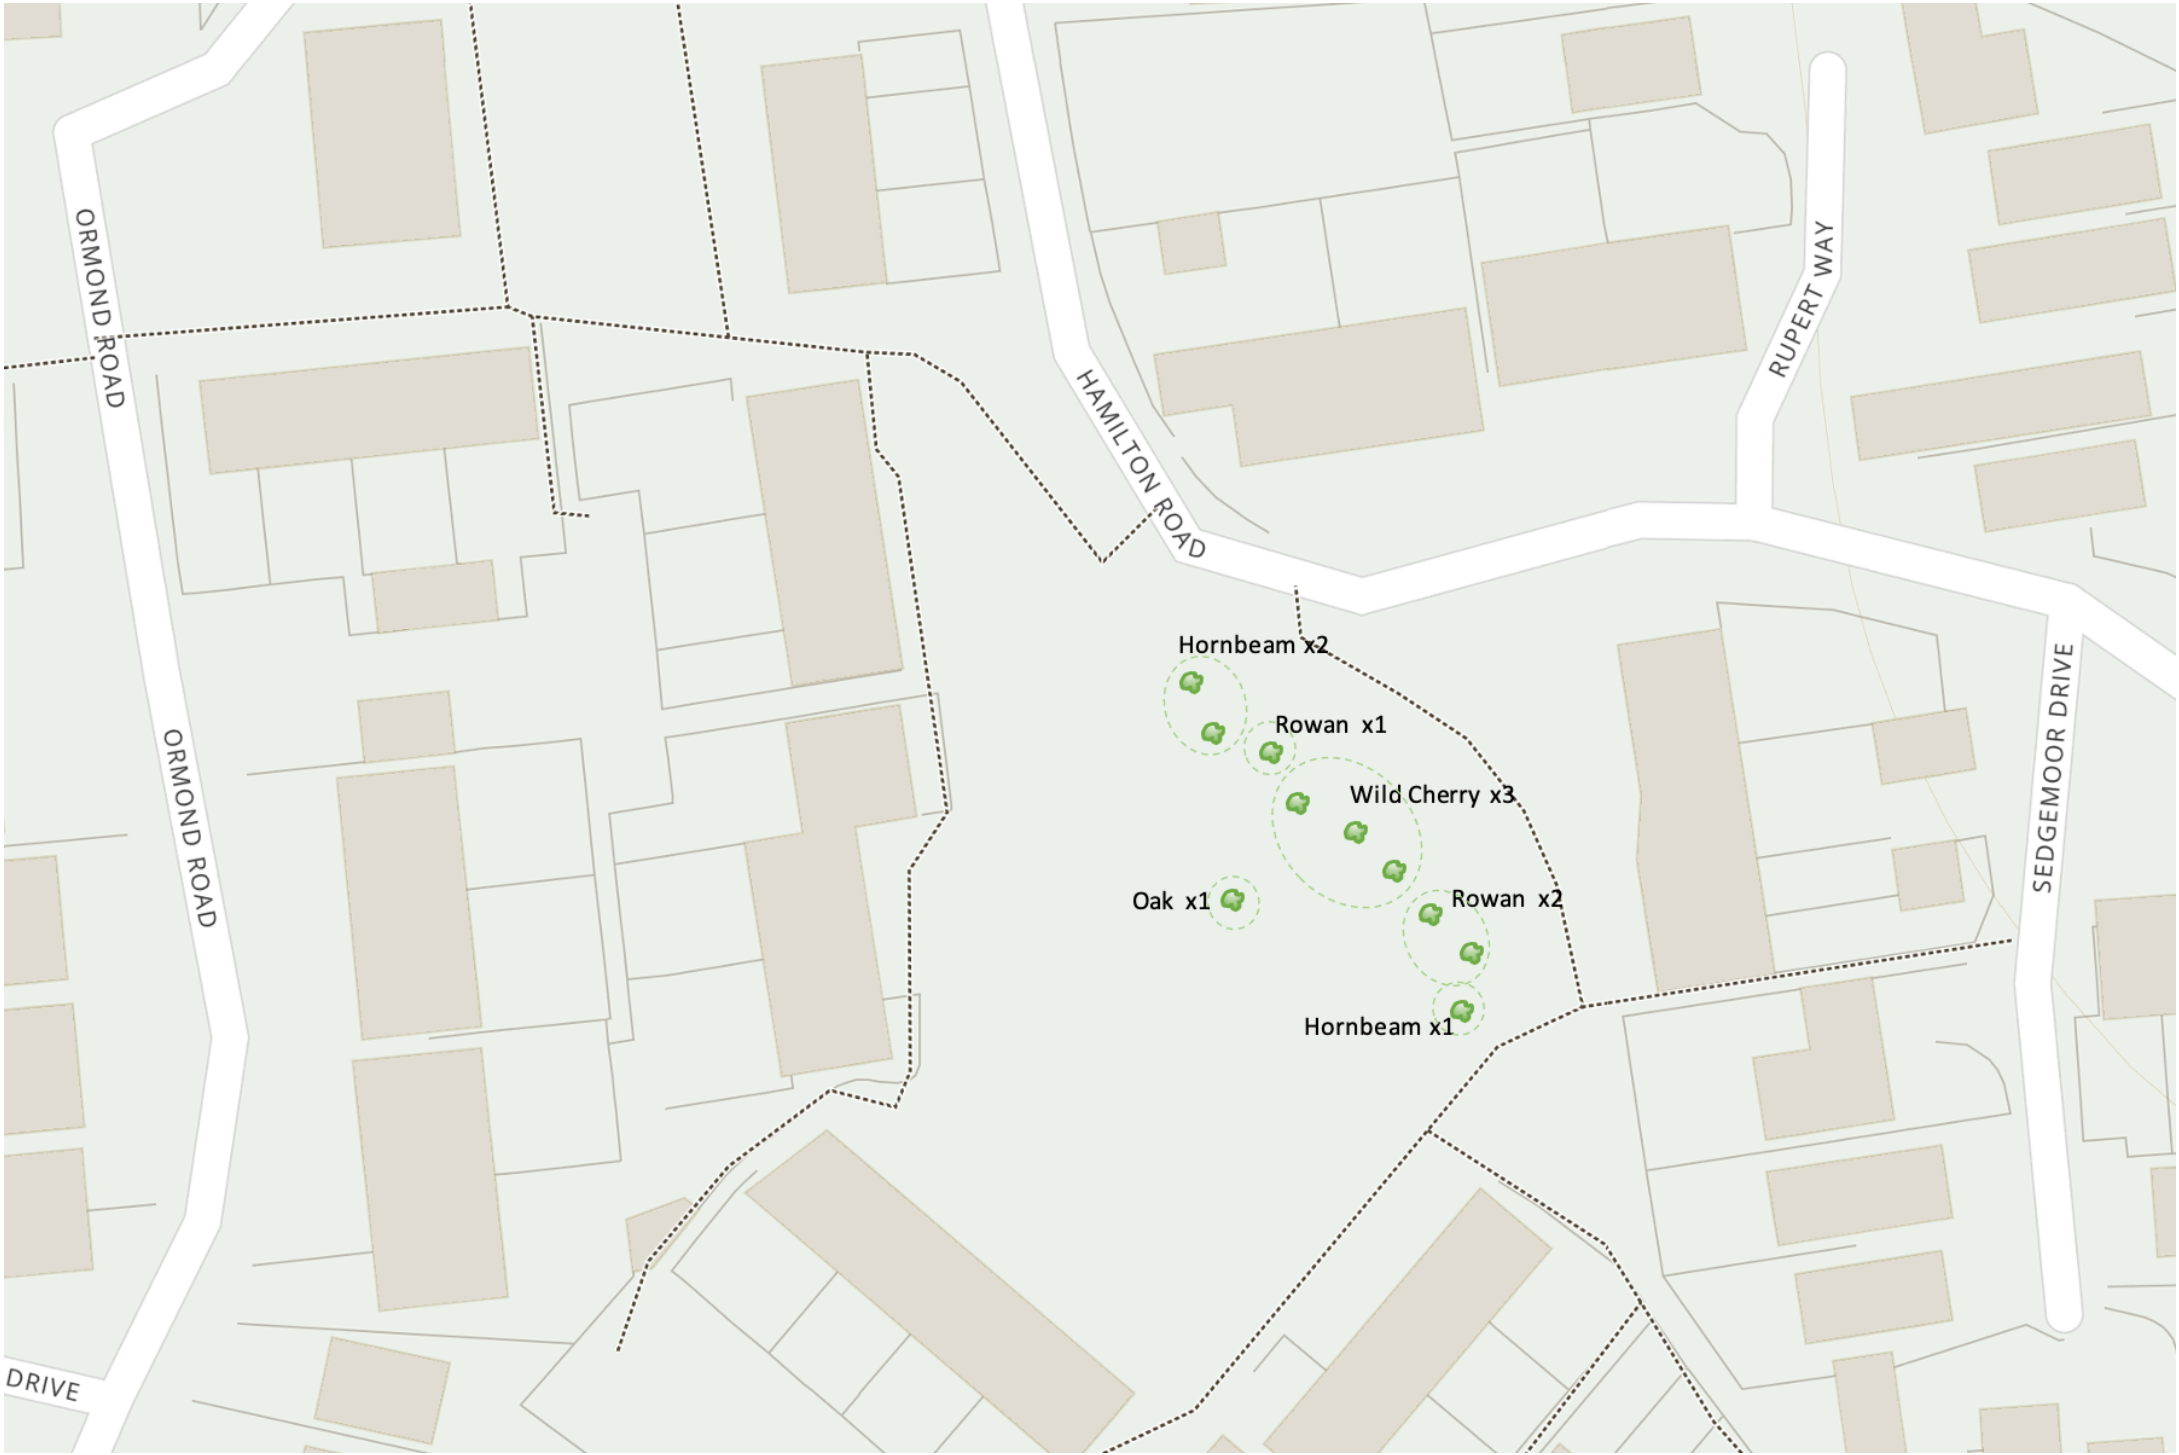 ORMOND ROAD
RUPERT WAY
HAMILTON ROAD
Hornbeam x2
Rowan x1
Wild Cherry x3
Oak x1
Rowan x2
Hornbeam x1
ORMOND ROAD
SEDGEMOOR DRIVE
DRIVE